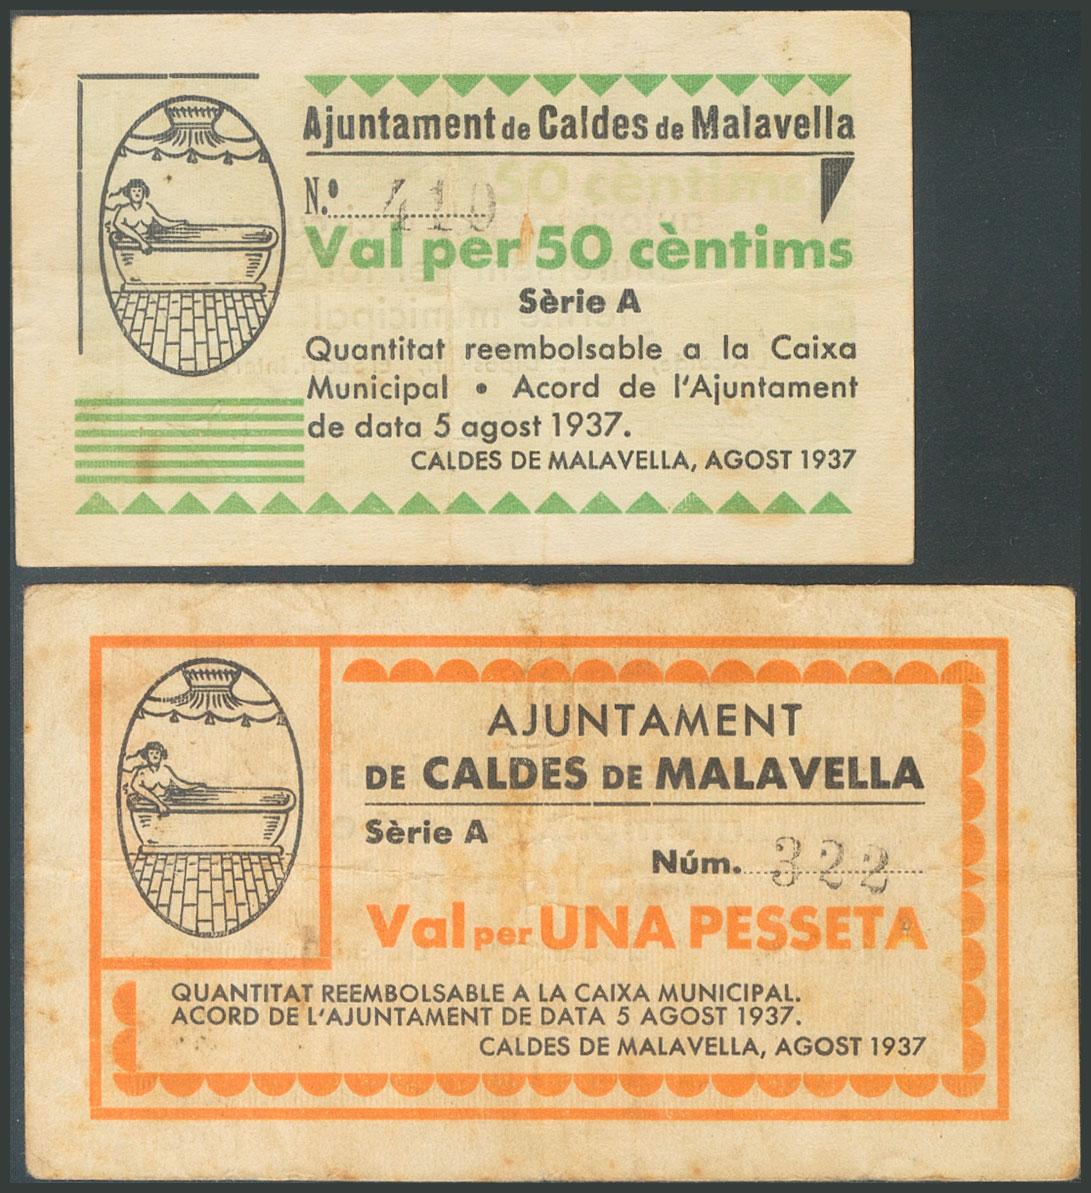 Ajuntament de Caldes de Malavella
N.º 410
Val per 50 cèntims
Sèrie A
Quantitat reembolsable a la Caixa
Municipal • Acord de l'Ajuntament
de data 5 agost 1937.
CALDES DE MALAVELLA, AGOST 1937
AJUNTAMENT
DE CALDES DE MALAVELLA
Sèrie A
Núm. 322
Val per UNA PESSETA
QUANTITAT REEMBOLSABLE A LA CAIXA MUNICIPAL.
ACORD DE L'AJUNTAMENT DE DATA 5 AGOST 1937.
CALDES DE MALAVELLA, AGOST 1937